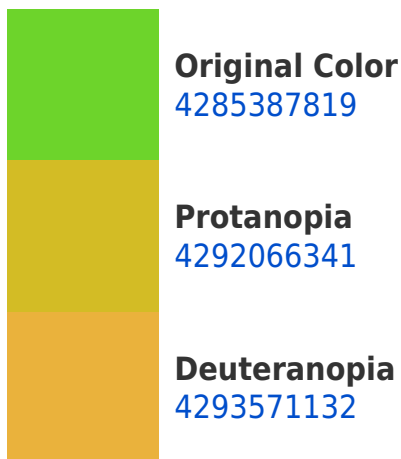 Original Color
4285387819
Protanopia
4292066341
Deuteranopia
4293571132